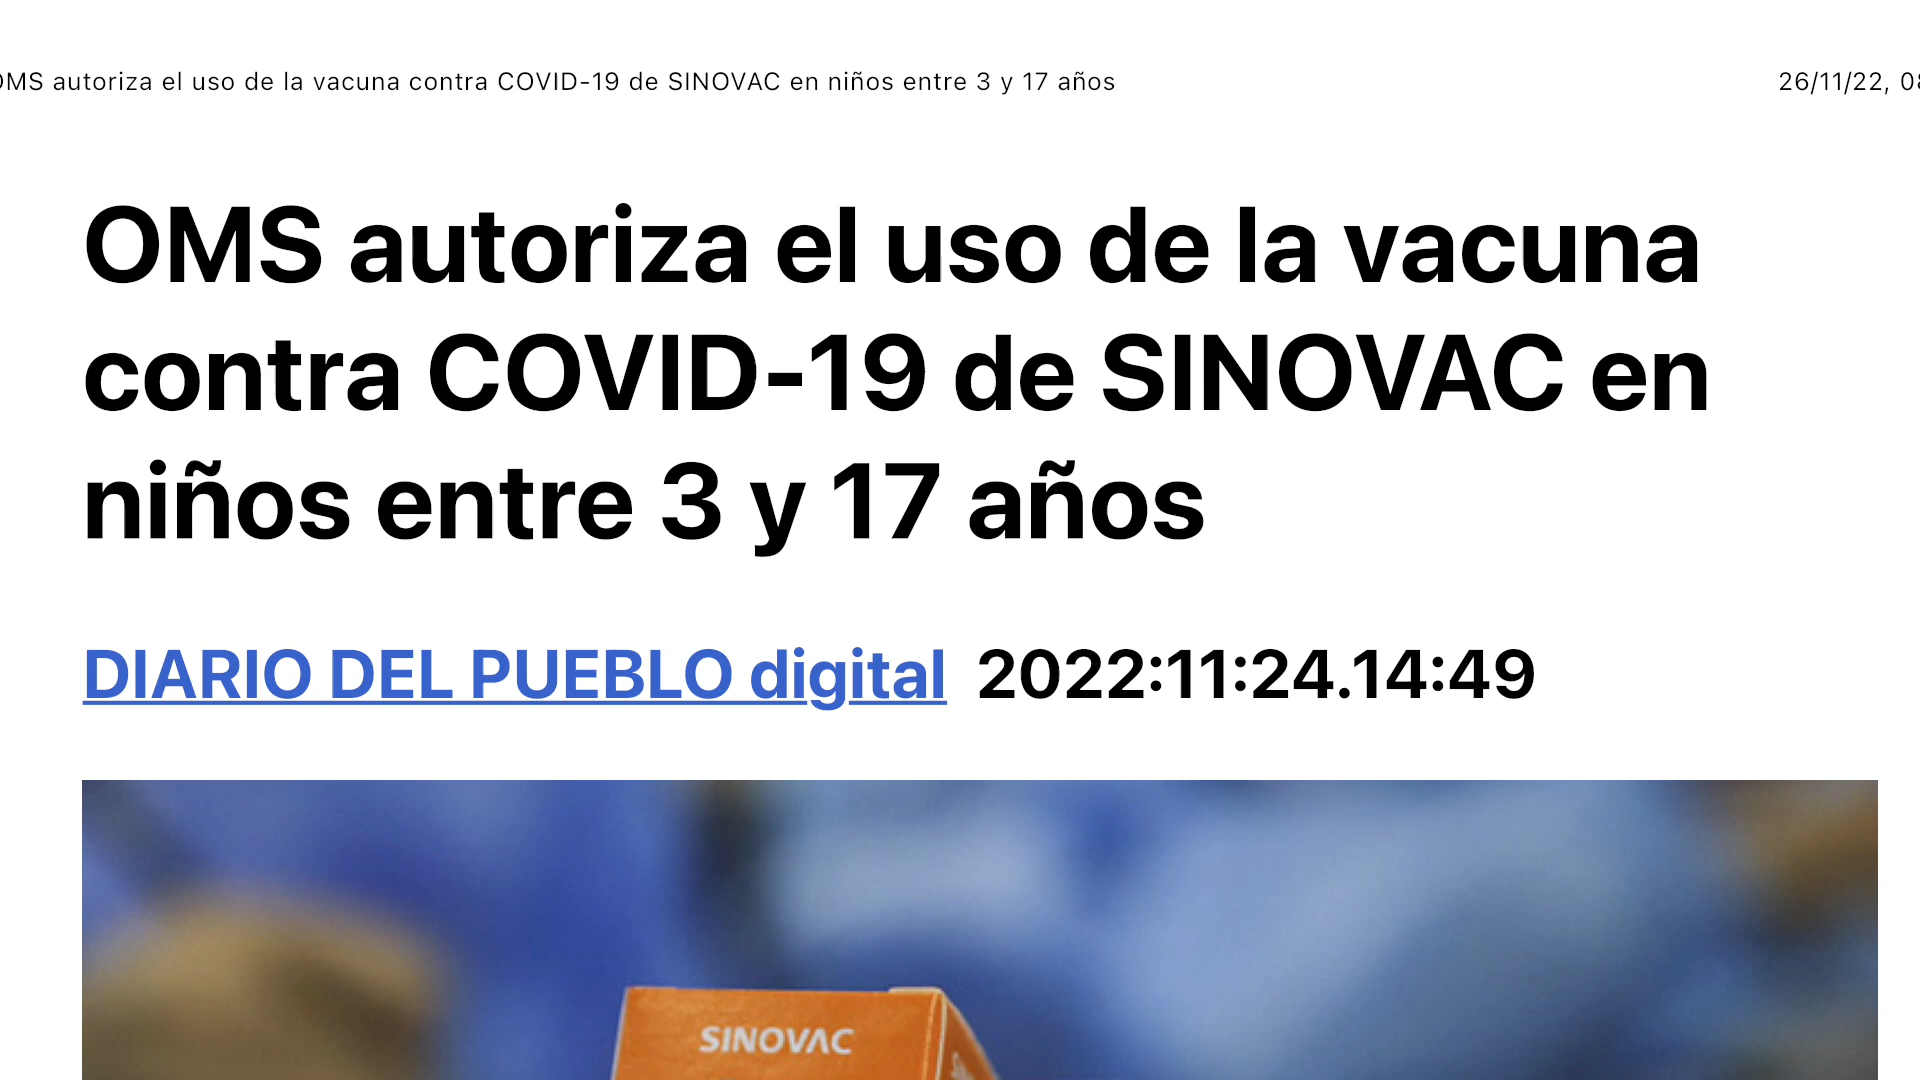 OMS autoriza el uso de la vacuna contra COVID-19 de SINOVAC en niños entre 3 y 17 años
26/11/22,
OMS autoriza el uso de la vacuna
contra COVID-19 de SINOVAC en
niños entre 3 y 17 años
DIARIO DEL PUEBLO digital 2022:11:24.14:49
SINOVAC